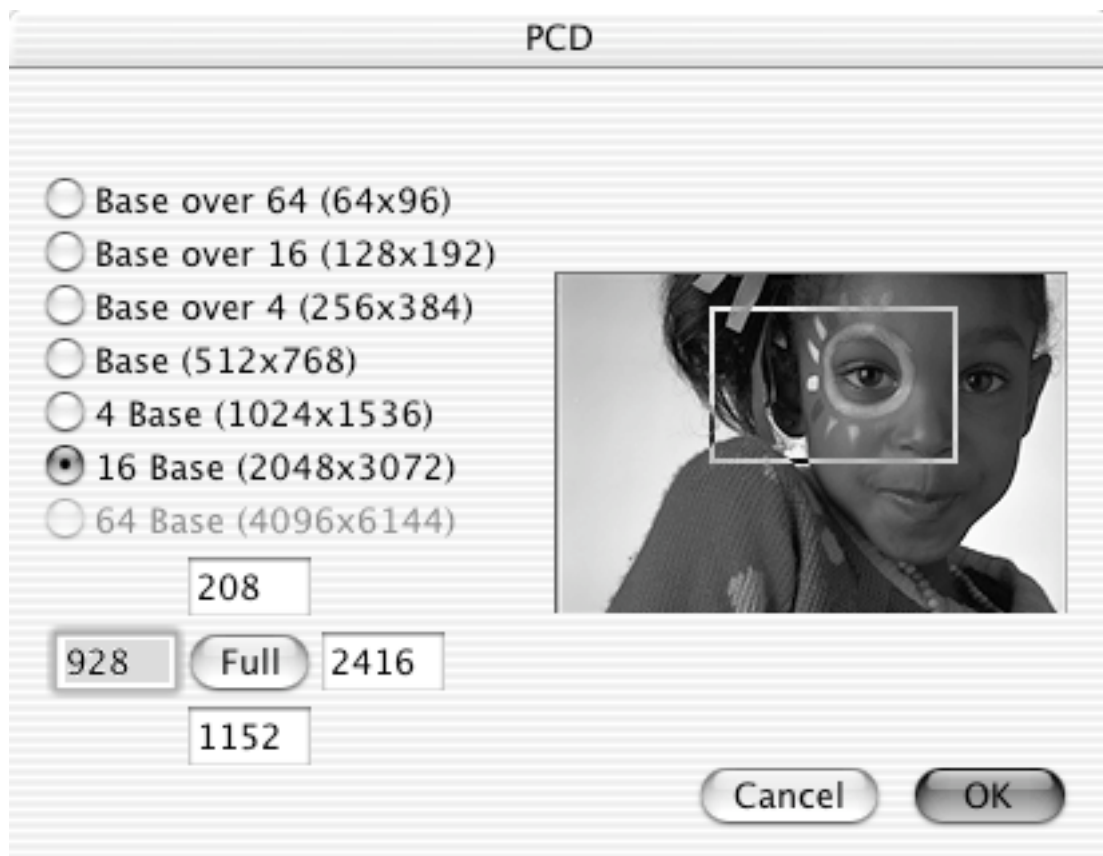 PCD
Base over 64 (64x96)
Base over 16 (128x192)
Base over 4 (256x384)
Base (512x768)
4 Base (1024x1536)
16 Base (2048x3072)
64 Base (4096x6144)
208
928 Full 2416
1152
Cancel OK